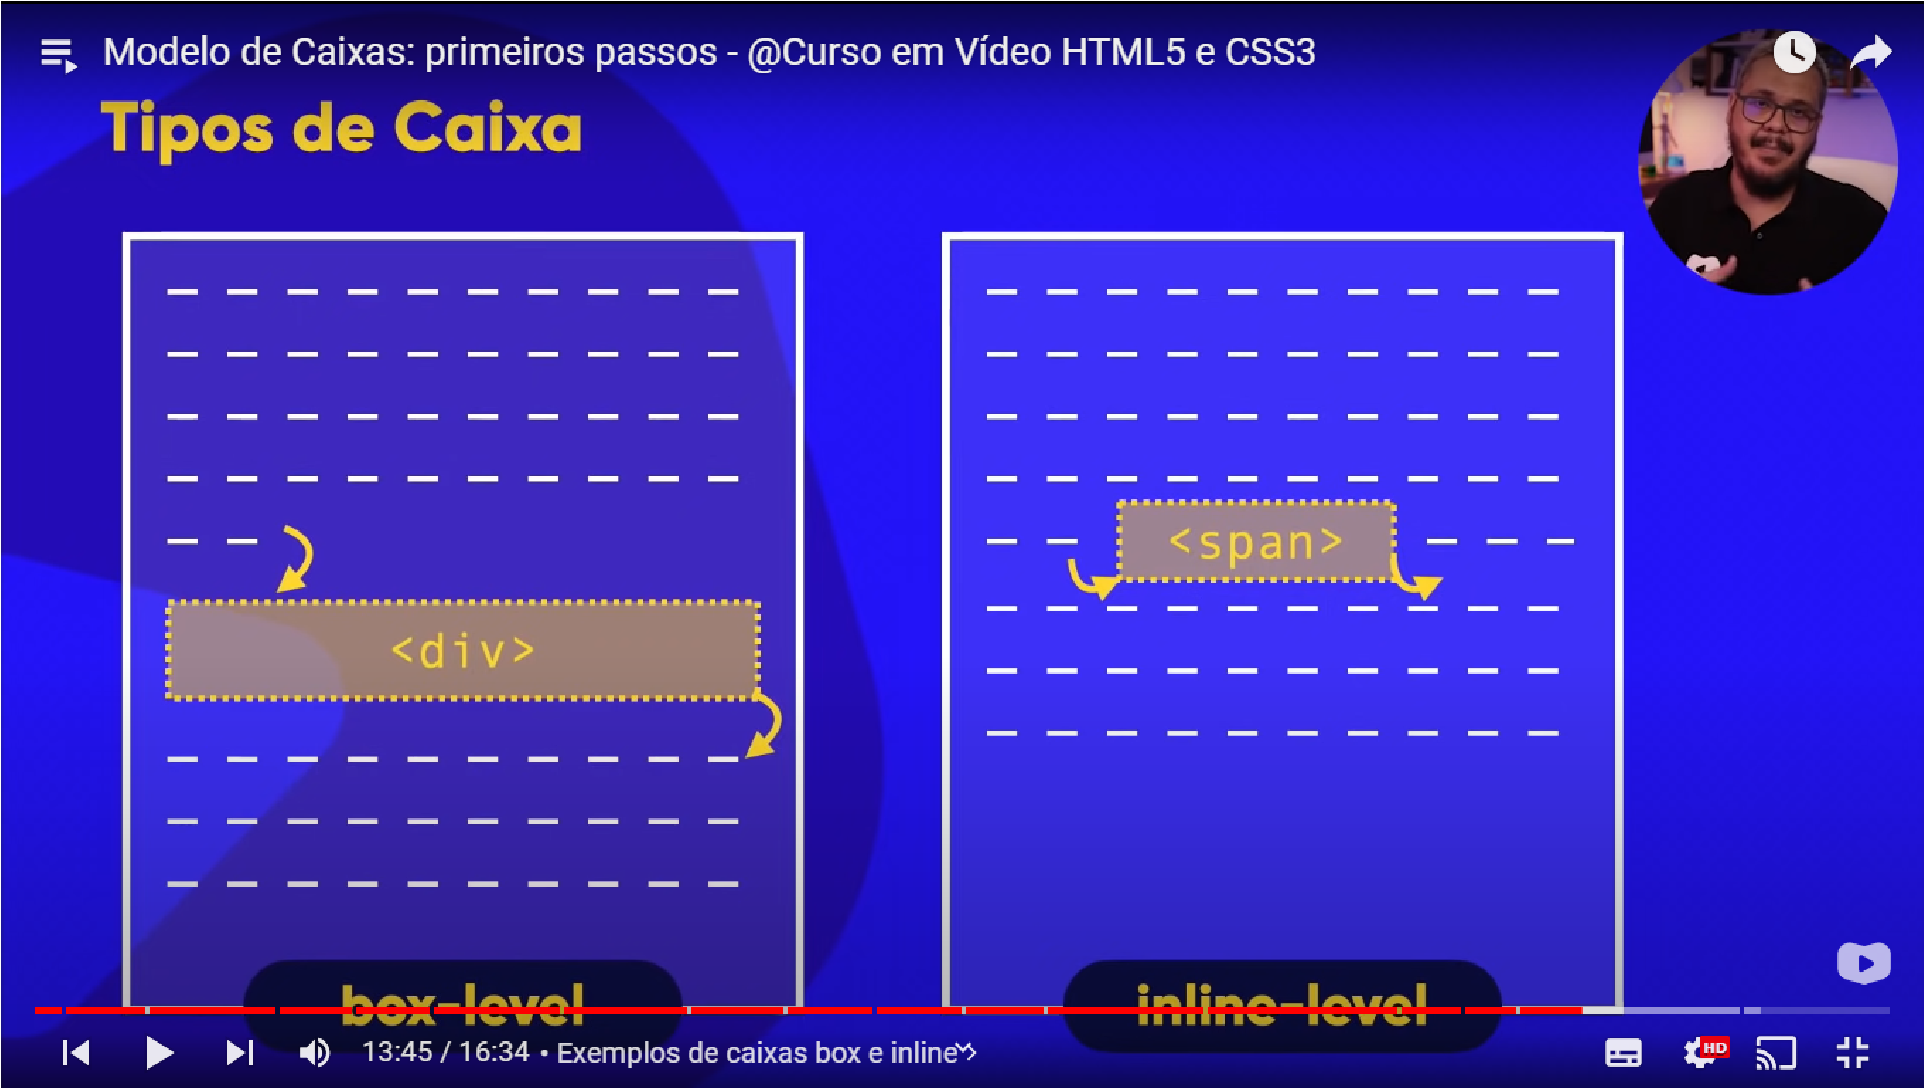 Modelo de Caixas: primeiros passos - @Curso em Vídeo HTML5 e CSS3
Tipos de Caixa
<div>
<span>
box-level
inline-level
13:45 / 16:34 • Exemplos de caixas box e inline
HD